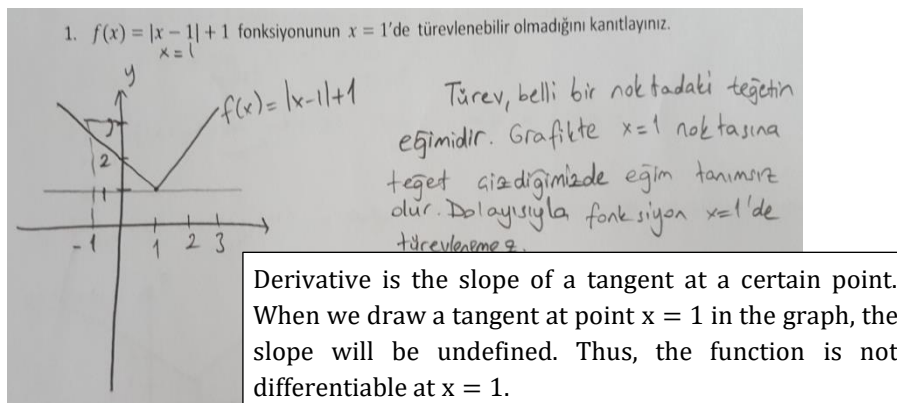 1. f(x) = |x − 1| + 1 fonksiyonunun x = 1'de türevlenebilir olmadığını kanıtlayınız.
x = 1
y
f(x) = |x-1|+1
2
1
-1 1 2 3
Türev, belli bir noktadaki teğetin
eğimidir. Grafikte x=1 noktasına
teğet çizdiğimizde eğim tanımsız
olur. Dolayısıyla fonksiyon x=1'de
türevlenemez.
Derivative is the slope of a tangent at a certain point.
When we draw a tangent at point x = 1 in the graph, the
slope will be undefined. Thus, the function is not
differentiable at x = 1.